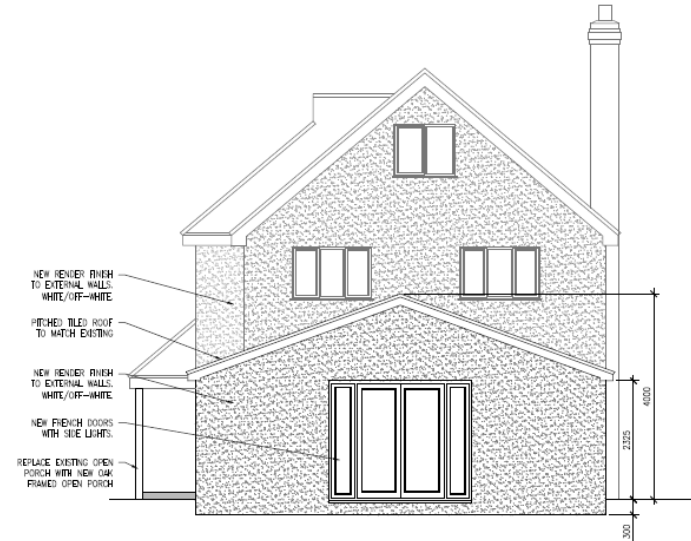 NEW RENDER FINISH
TO EXTERNAL WALLS.
WHITE/OFF-WHITE.
PITCHED TILED ROOF
TO MATCH EXISTING
NEW RENDER FINISH
TO EXTERNAL WALLS.
WHITE/OFF-WHITE.
NEW FRENCH DOORS
WITH SIDE LIGHTS.
REPLACE EXISTING OPEN
PORCH WITH NEW OAK
FRAMED OPEN PORCH
4000
2325
300